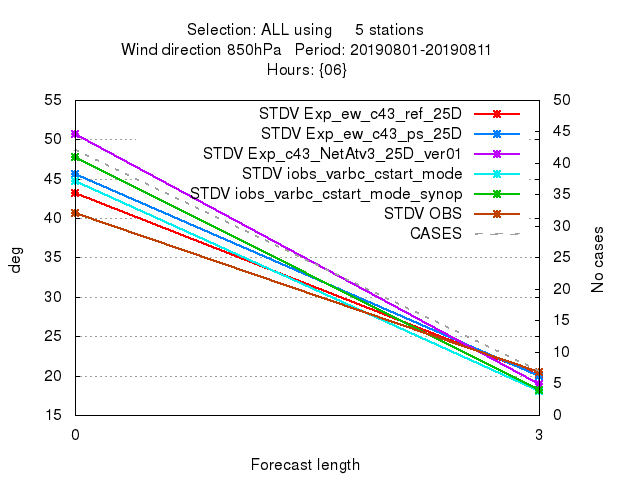 Selection: ALL using 5 stations
Wind direction 850hPa Period: 20190801-20190811
Hours: {06}
55 50
50 45
45 40
40 35
35 30
30 25
25 20
20 15
15 10
5
0
STDV Exp_ew_c43_ref_25D
STDV Exp_ew_c43_ps_25D
STDV Exp_c43_NetAtv3_25D_ver01
STDV iobs_varbc_cstart_mode
STDV iobs_varbc_cstart_mode_synop
STDV OBS
CASES
deg
No cases
0 3
Forecast length